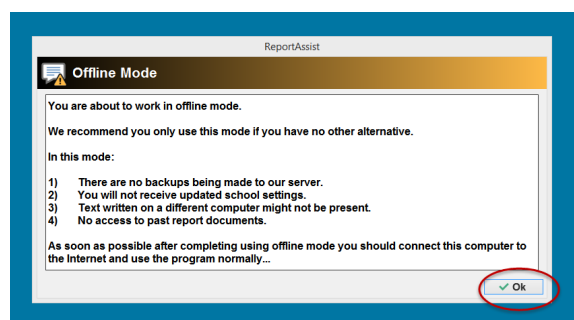 ReportAssist
Offline Mode
You are about to work in offline mode.
We recommend you only use this mode if you have no other alternative.
In this mode:
1) There are no backups being made to our server.
2) You will not receive updated school settings.
3) Text written on a different computer might not be present.
4) No access to past report documents.
As soon as possible after completing using offline mode you should connect this computer to
the Internet and use the program normally...
Ok